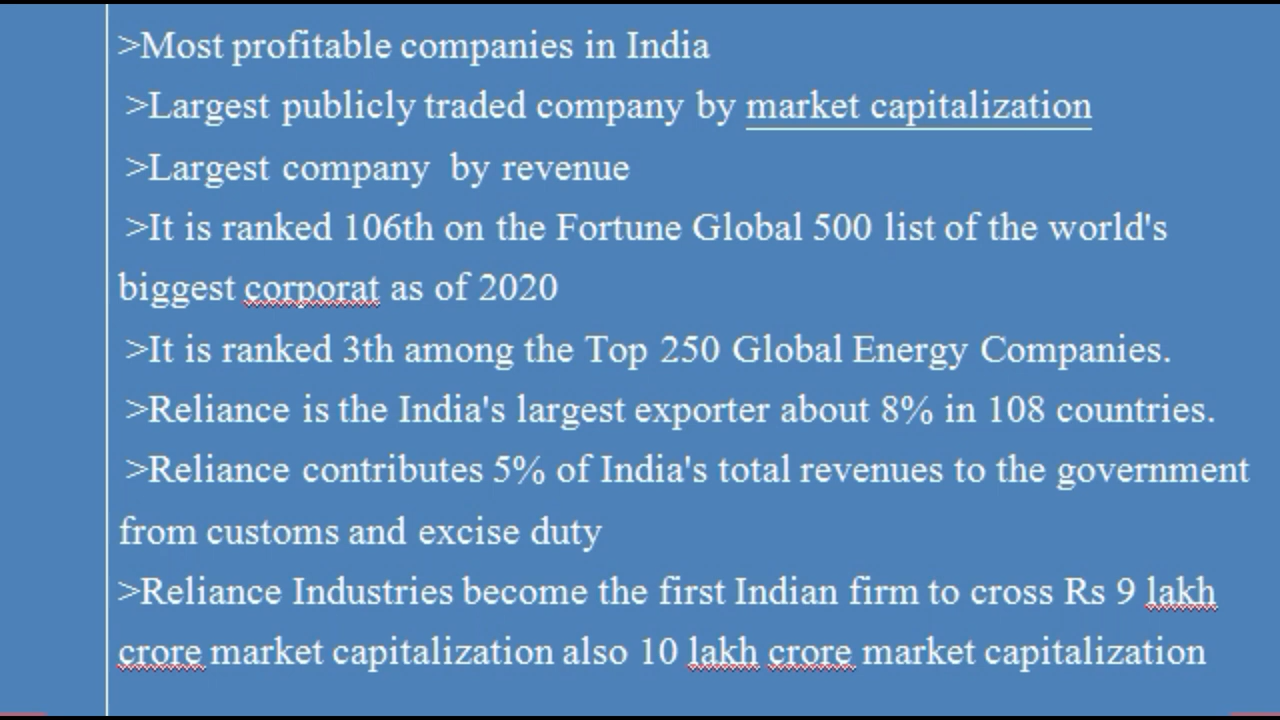 >Most profitable companies in India
>Largest publicly traded company by market capitalization
>Largest company by revenue
>It is ranked 106th on the Fortune Global 500 list of the world's
biggest corporat as of 2020
>It is ranked 3th among the Top 250 Global Energy Companies.
>Reliance is the India's largest exporter about 8% in 108 countries.
>Reliance contributes 5% of India's total revenues to the government
from customs and excise duty
>Reliance Industries become the first Indian firm to cross Rs 9 lakh
crore market capitalization also 10 lakh crore market capitalization